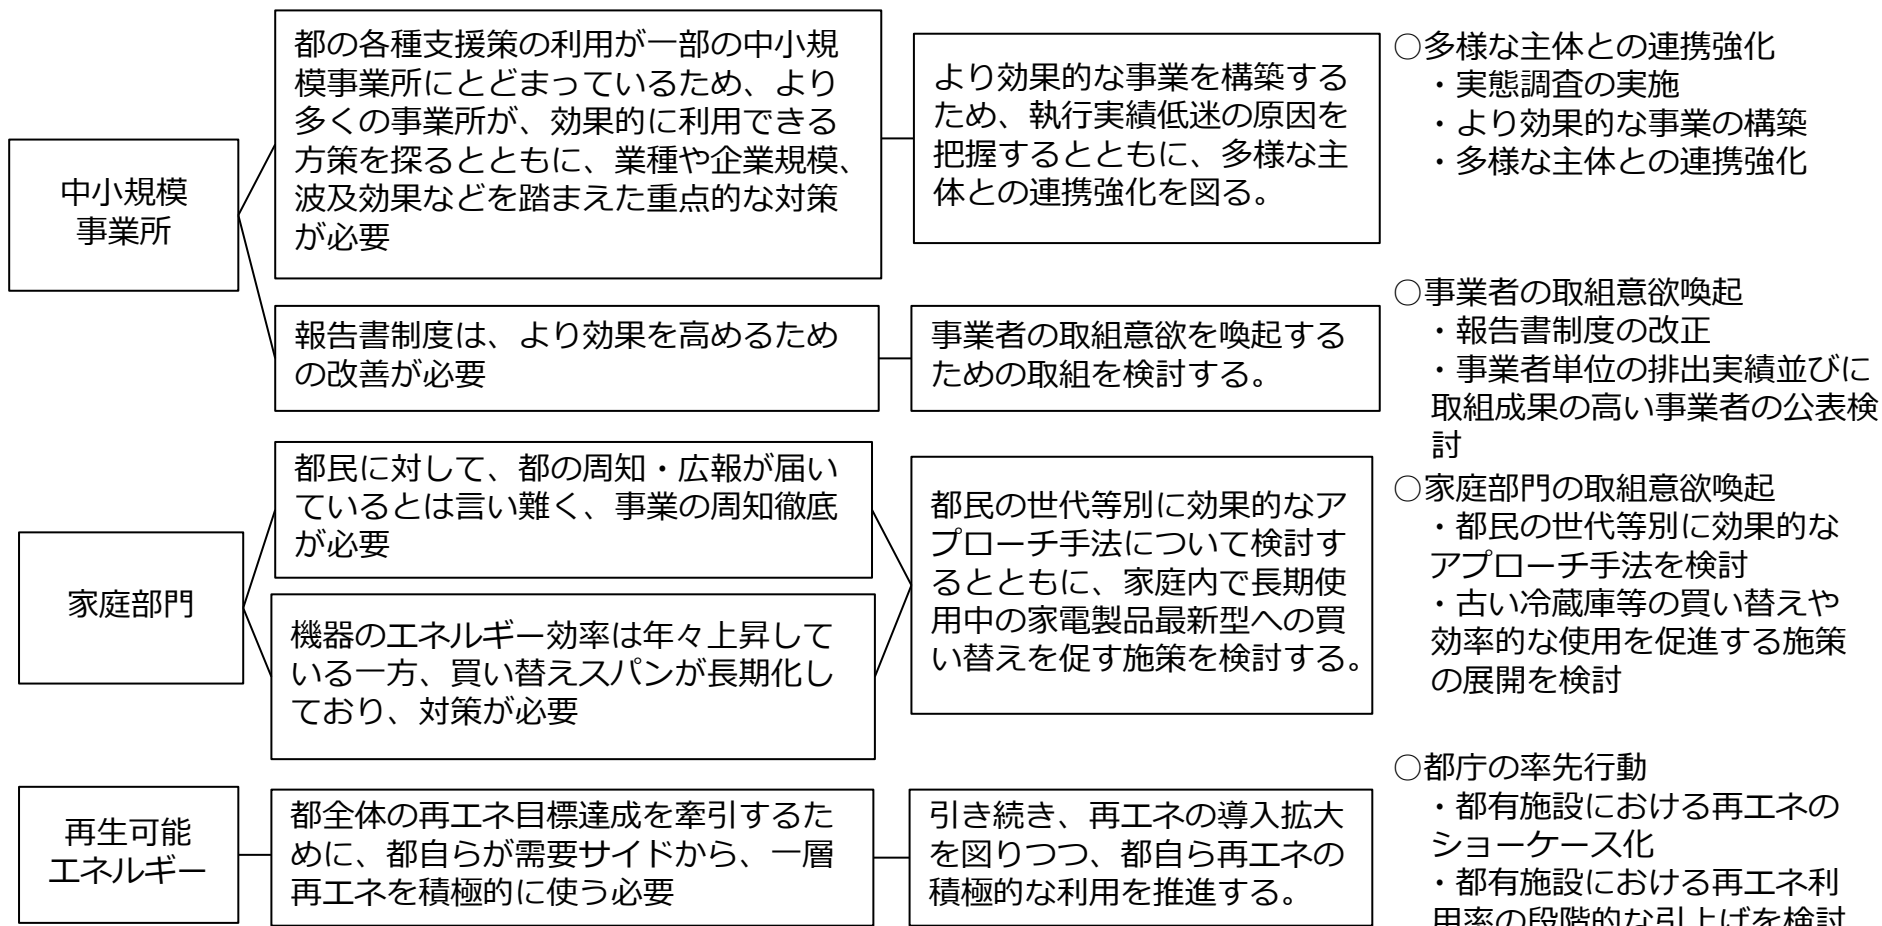 中小規模
事業所
都の各種支援策の利用が一部の中小規
模事業所にとどまっているため、より
多くの事業所が、効果的に利用できる
方策を探るとともに、業種や企業規模、
波及効果などを踏まえた重点的な対策
が必要
より効果的な事業を構築する
ため、執行実績低迷の原因を
把握するとともに、多様な主
体との連携強化を図る。
○多様な主体との連携強化
・実態調査の実施
・より効果的な事業の構築
・多様な主体との連携強化
報告書制度は、より効果を高めるため
の改善が必要
事業者の取組意欲を喚起する
ための取組を検討する。
○事業者の取組意欲喚起
・報告書制度の改正
・事業者単位の排出実績並びに
取組成果の高い事業者の公表検
討
家庭部門
都民に対して、都の周知・広報が届い
ているとは言い難く、事業の周知徹底
が必要
機器のエネルギー効率は年々上昇して
いる一方、買い替えスパンが長期化し
ており、対策が必要
都民の世代等別に効果的なア
プローチ手法について検討す
るとともに、家庭内で長期使
用中の家電製品最新型への買
い替えを促す施策を検討する。
○家庭部門の取組意欲喚起
・都民の世代等別に効果的な
アプローチ手法を検討
・古い冷蔵庫等の買い替えや
効率的な使用を促進する施策
の展開を検討
再生可能
エネルギー
都全体の再エネ目標達成を牽引するた
めに、都自らが需要サイドから、一層
再エネを積極的に使う必要
引き続き、再エネの導入拡大
を図りつつ、都自ら再エネの
積極的な利用を推進する。
○都庁の率先行動
・都有施設における再エネの
ショーケース化
・都有施設における再エネ利
用率の段階的な引上げを検討